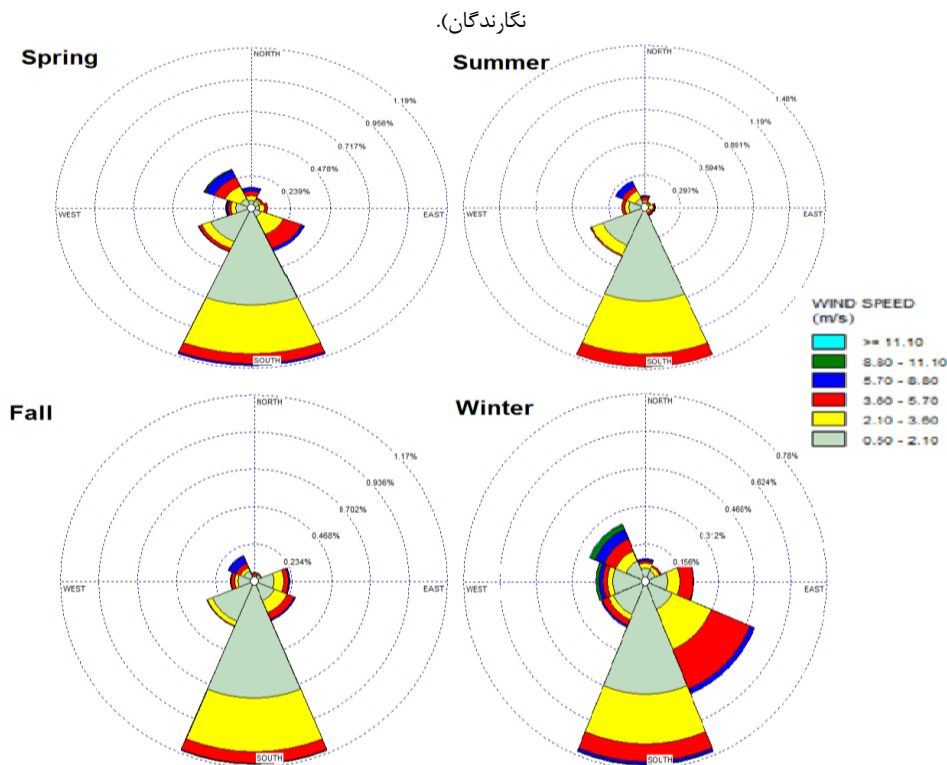 نگارندگان).
Spring
NORTH
1.19%
0.956%
0.717%
0.478%
0.239%
WEST
EAST
SOUTH
Summer
NORTH
1.48%
1.19%
0.891%
0.594%
0.297%
WEST
EAST
SOUTH
WIND SPEED
(m/s)
>= 11.10
8.80 - 11.10
5.70 - 8.80
3.60 - 5.70
2.10 - 3.60
0.50 - 2.10
Fall
NORTH
1.17%
0.936%
0.702%
0.468%
0.234%
WEST
EAST
SOUTH
Winter
NORTH
0.78%
0.624%
0.468%
0.312%
0.156%
WEST
EAST
SOUTH